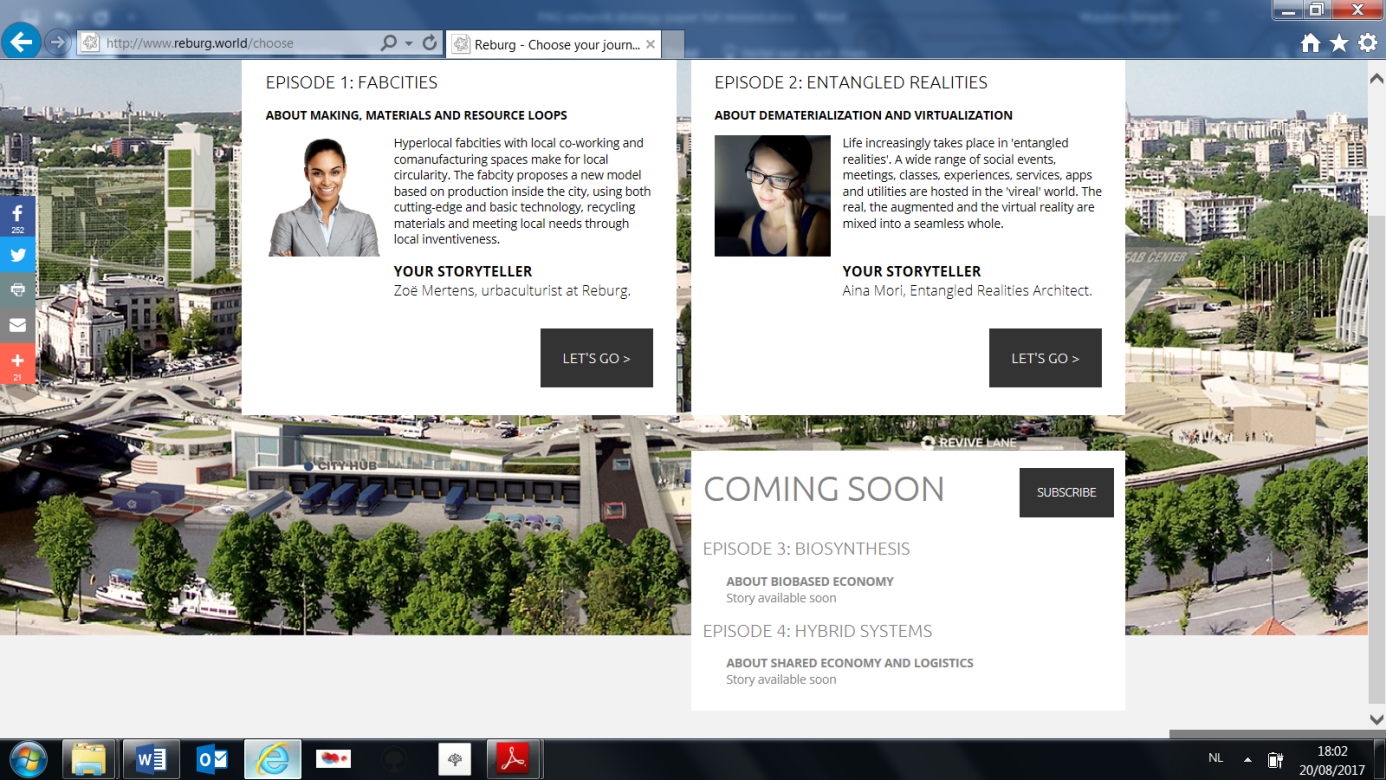 http://www.reburg.world/choose
Reburg - Choose your journ...
EPISODE 1: FABCITIES
ABOUT MAKING, MATERIALS AND RESOURCE LOOPS
Hyperlocal fabcities with local co-working and
comanufacturing spaces make for local
circularity. The fabcity proposes a new model
based on production inside the city, using both
cutting-edge and basic technology, recycling
materials and meeting local needs through
local inventiveness.
YOUR STORYTELLER
Zoë Mertens, urbaculturist at Reburg.
LET'S GO >
EPISODE 2: ENTANGLED REALITIES
ABOUT DEMATERIALIZATION AND VIRTUALIZATION
Life increasingly takes place in 'entangled
realities'. A wide range of social events,
meetings, classes, experiences, services, apps
and utilities are hosted in the 'vireal' world. The
real, the augmented and the virtual reality are
mixed into a seamless whole.
YOUR STORYTELLER
Aina Mori, Entangled Realities Architect.
LET'S GO >
252
21
FAB CENTER
REVIVE LANE
CITY HUB
COMING SOON
SUBSCRIBE
EPISODE 3: BIOSYNTHESIS
ABOUT BIOBASED ECONOMY
Story available soon
EPISODE 4: HYBRID SYSTEMS
ABOUT SHARED ECONOMY AND LOGISTICS
Story available soon
NL
18:02
20/08/2017